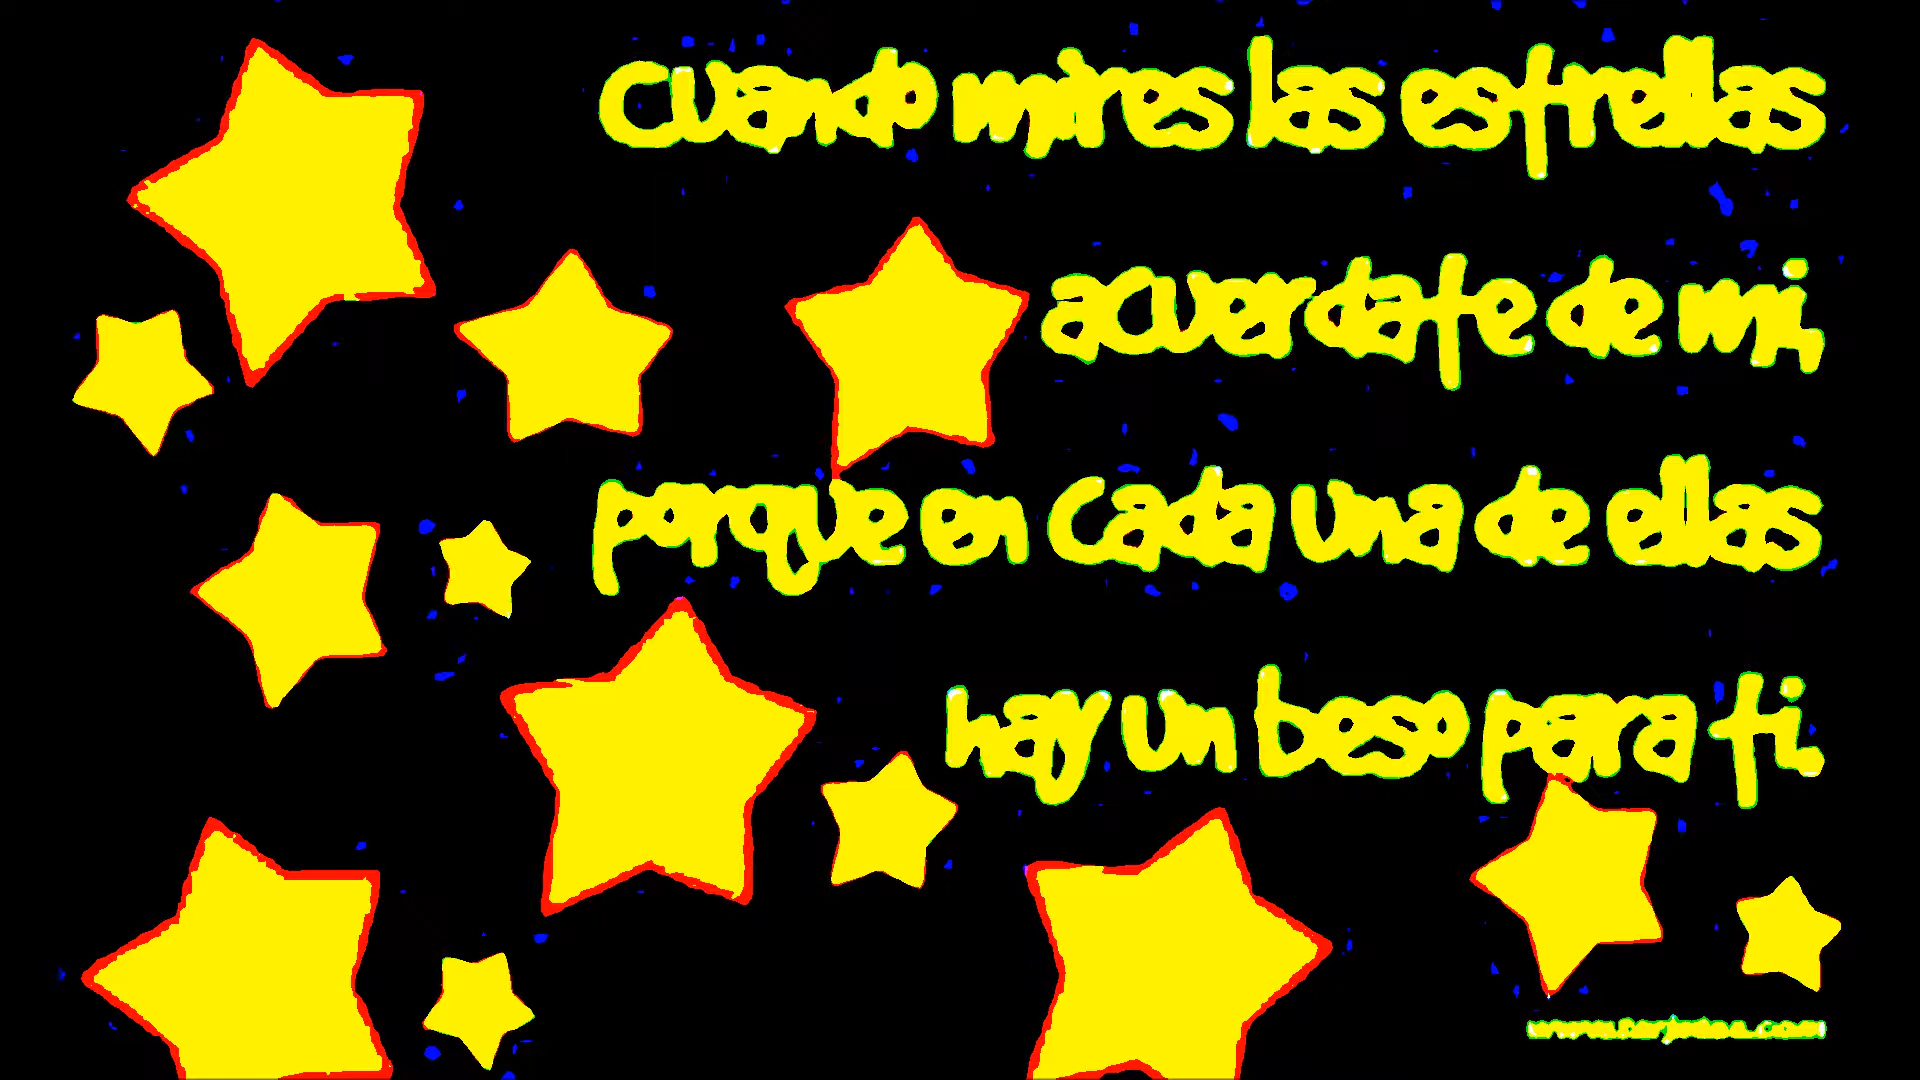 Cuando mires las estrellas
acuerdate de mi,
porque en cada una de ellas
hay un beso para ti.